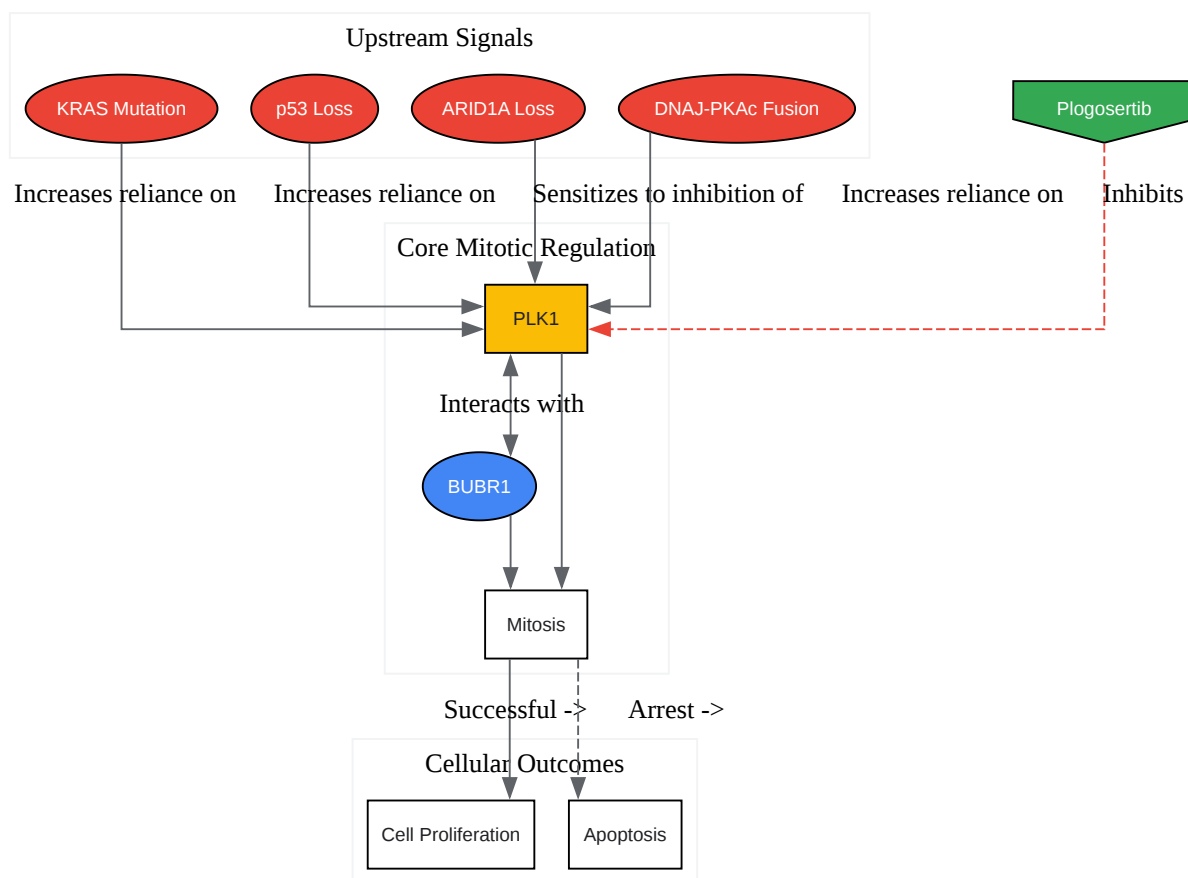 Upstream Signals
KRAS Mutation
p53 Loss
ARID1A Loss
DNAJ-PKAc Fusion
Plogosertib
Increases reliance on
Increases reliance on
Sensitizes to inhibition of
Increases reliance on
Inhibits
Core Mitotic Regulation
PLK1
Interacts with
BUBR1
Mitosis
Successful ->
Arrest ->
Cellular Outcomes
Cell Proliferation
Apoptosis